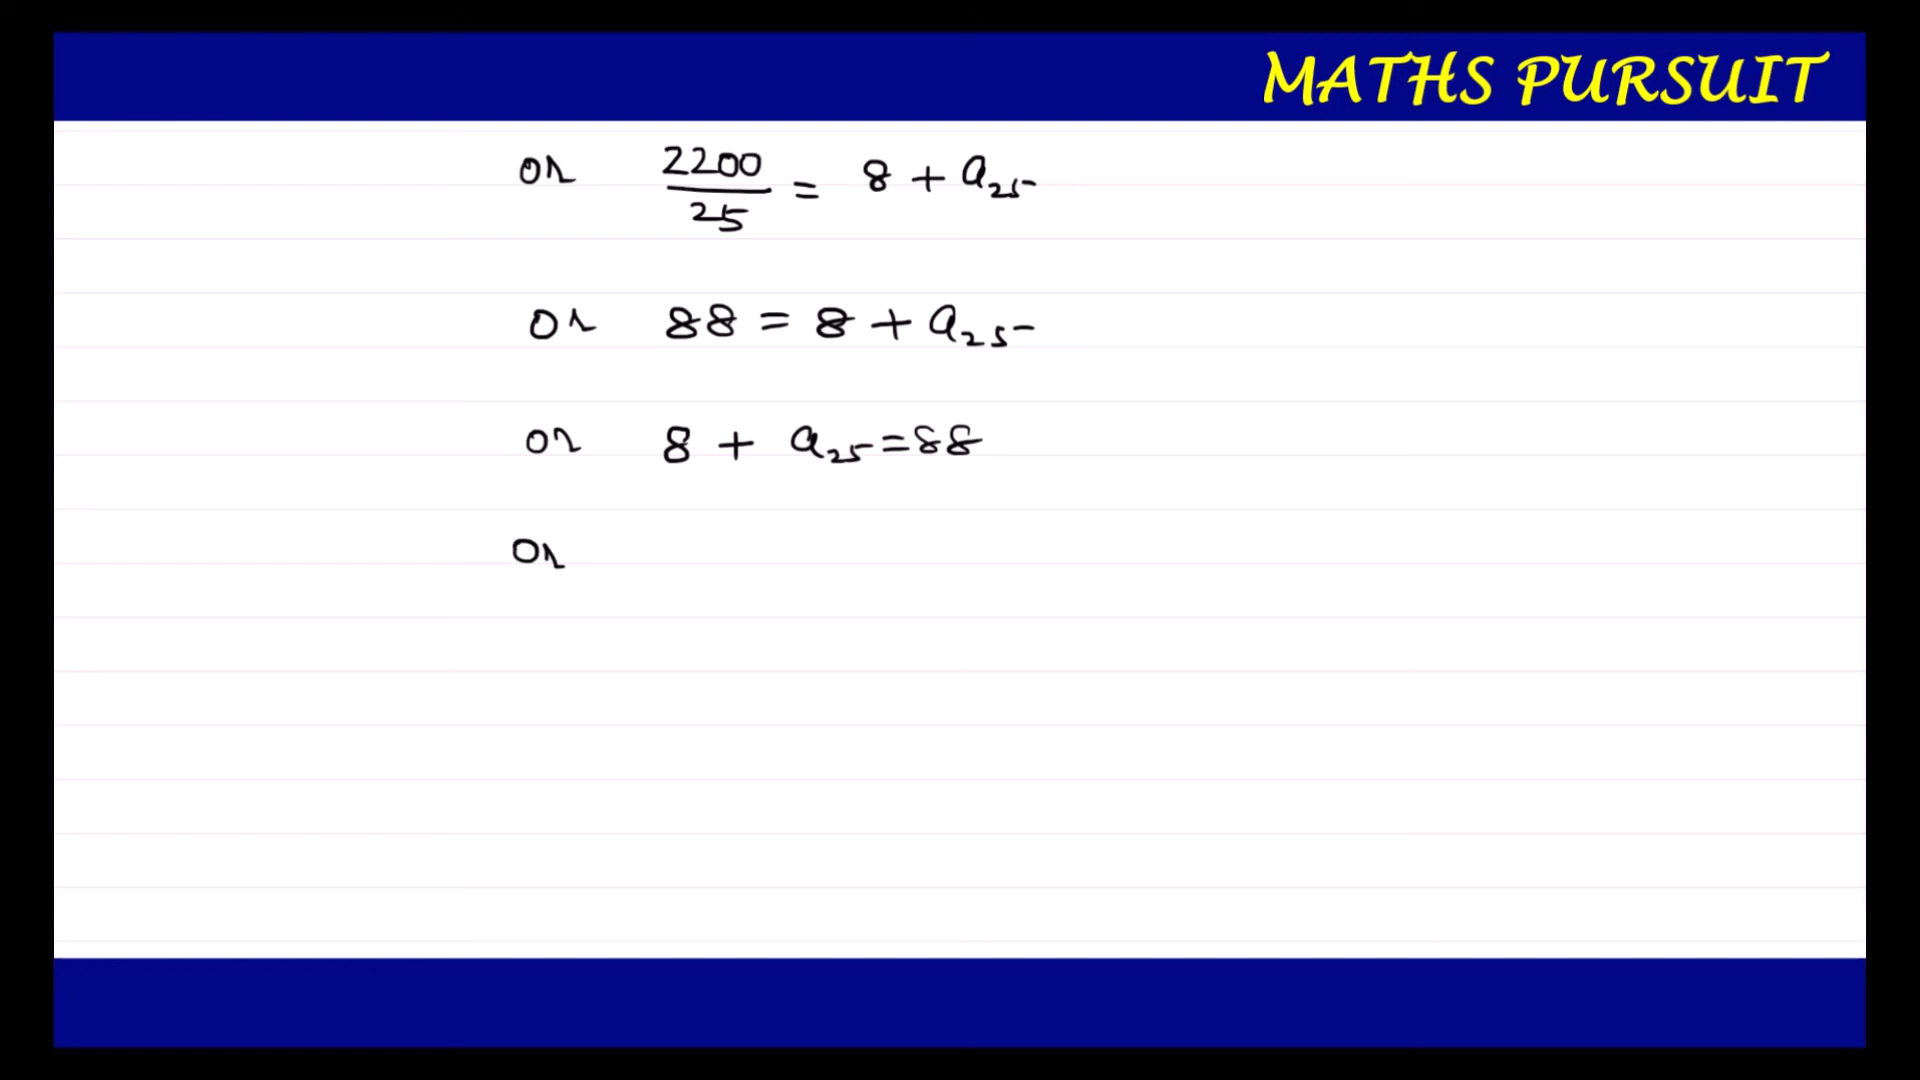 MATHS PURSUIT
or 2200/25 = 8 + a₂₅
or 88 = 8 + a₂₅
or 8 + a₂₅ = 88
or